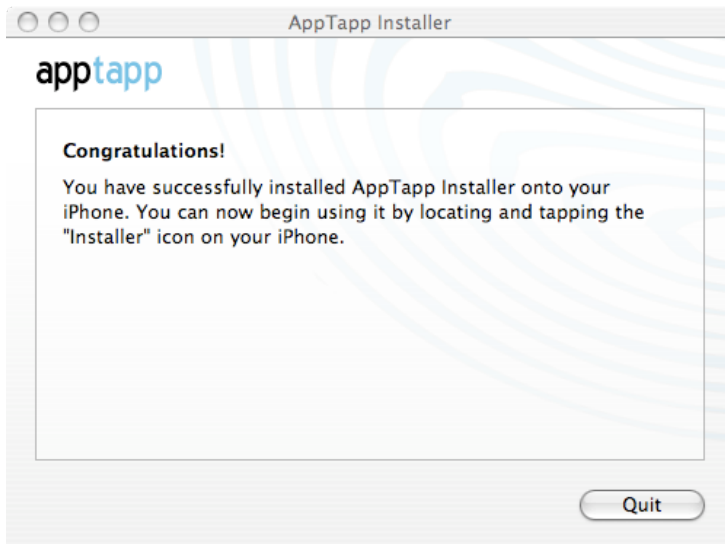 AppTapp Installer
apptapp
Congratulations!
You have successfully installed AppTapp Installer onto your
iPhone. You can now begin using it by locating and tapping the
"Installer" icon on your iPhone.
Quit